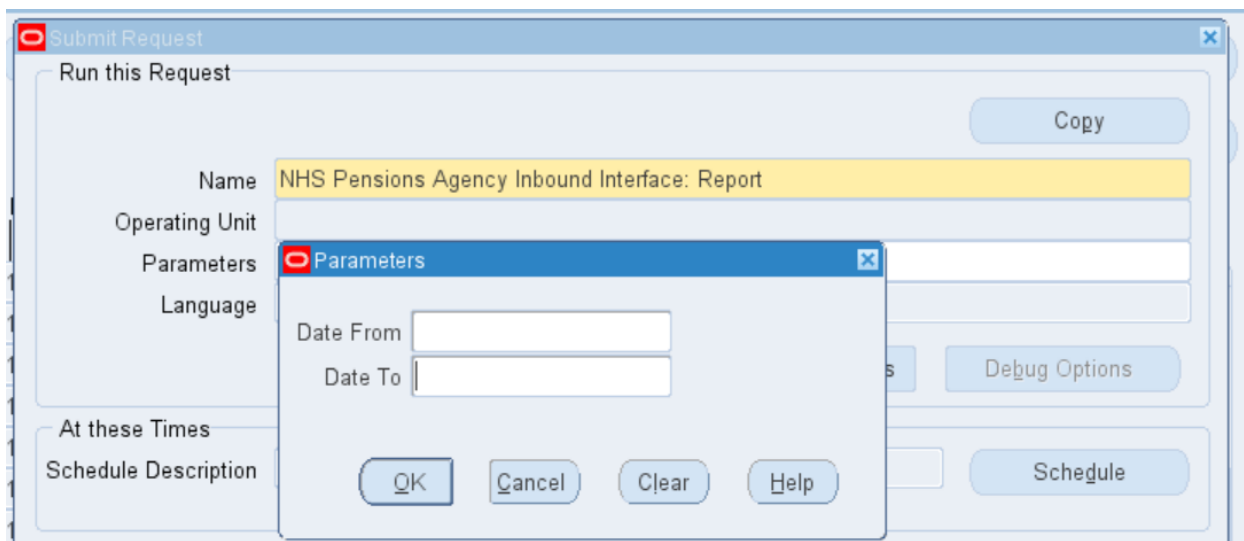 Submit Request
Run this Request
Copy
Name NHS Pensions Agency Inbound Interface: Report
Operating Unit
Parameters
Language
Parameters
Date From
Date To
OK Cancel Clear Help
s Debug Options
At these Times
Schedule Description
Schedule